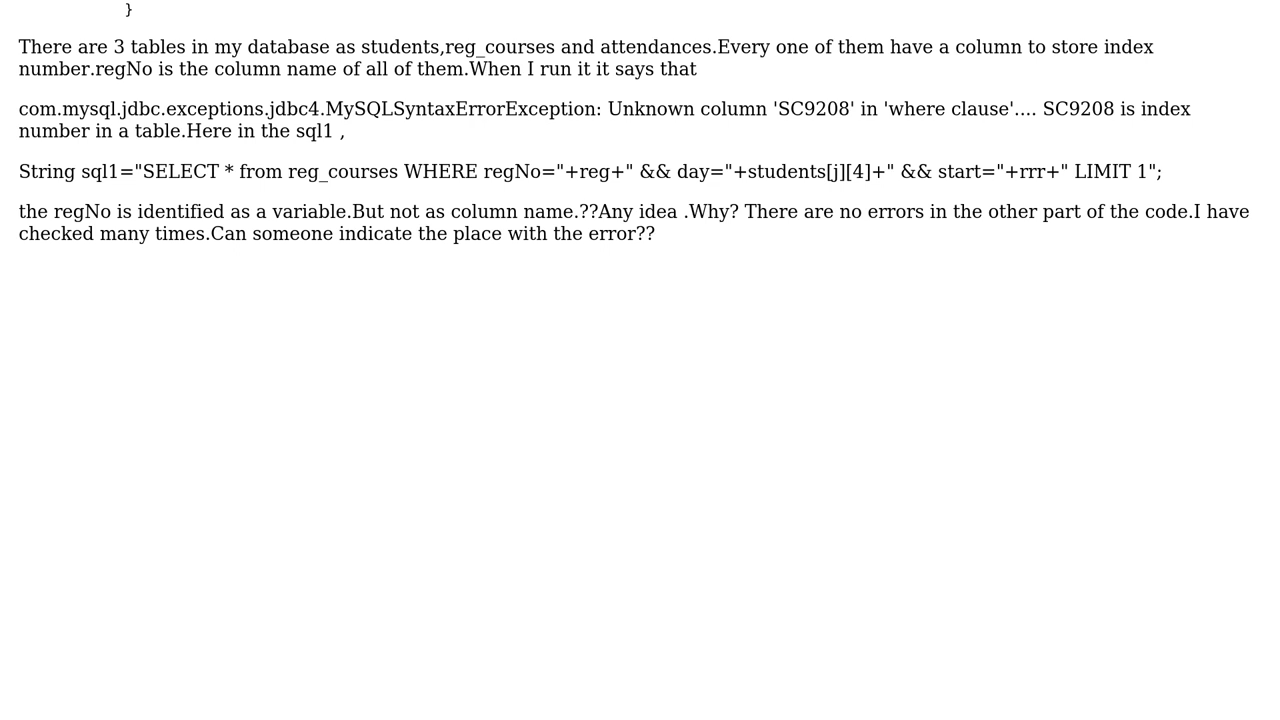 }
There are 3 tables in my database as students,reg_courses and attendances.Every one of them have a column to store index
number.regNo is the column name of all of them.When I run it it says that
com.mysql.jdbc.exceptions.jdbc4.MySQLSyntaxErrorException: Unknown column 'SC9208' in 'where clause'.... SC9208 is index
number in a table.Here in the sql1 ,
String sql1="SELECT * from reg_courses WHERE regNo="+reg+" && day="+students[j][4]+" && start="+rrr+" LIMIT 1";
the regNo is identified as a variable.But not as column name.??Any idea .Why? There are no errors in the other part of the code.I have
checked many times.Can someone indicate the place with the error??